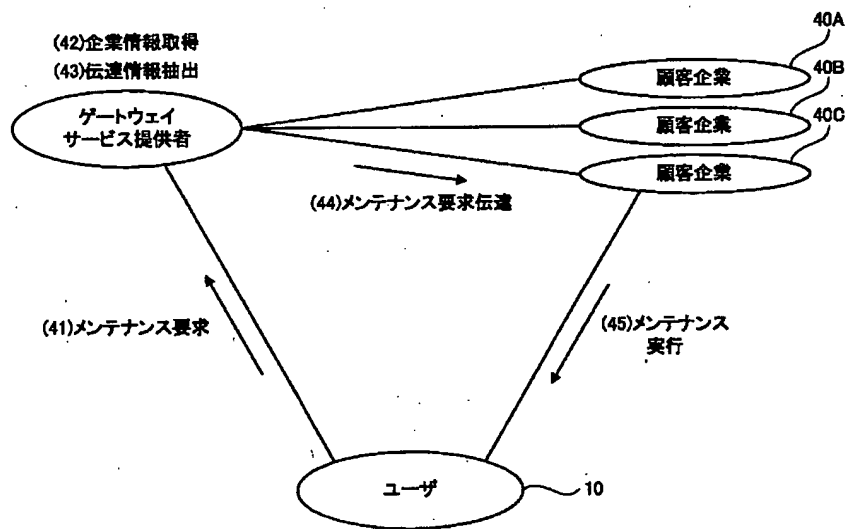 (42)企業情報取得
(43)伝達情報抽出
ゲートウェイ
サービス提供者
40A
顧客企業
40B
顧客企業
40C
顧客企業
(44)メンテナンス要求伝達
(41)メンテナンス要求
(45)メンテナンス
実行
ユーザ
10